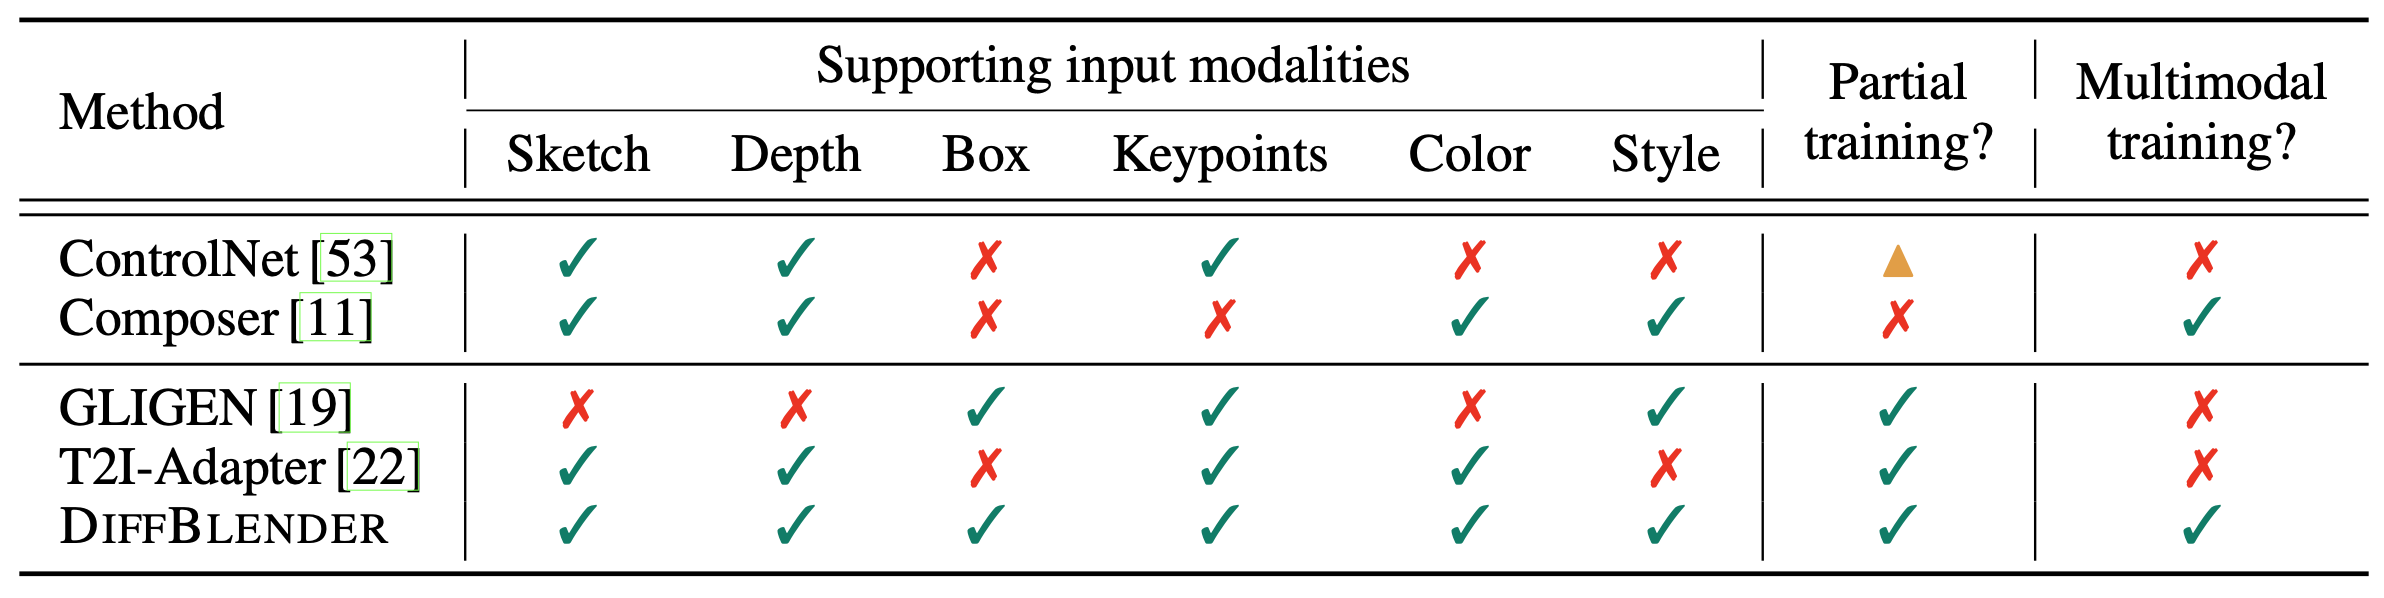 Method Supporting input modalities Partial training? Multimodal training?
Sketch Depth Box Keypoints Color Style
ControlNet [53] ✓ ✓ ✗ ✓ ✗ ✗ ▲ ✗
Composer [11] ✓ ✓ ✗ ✗ ✓ ✓ ✗ ✓
GLIGEN [19] ✗ ✗ ✓ ✓ ✗ ✓ ✓ ✗
T2I-Adapter [22] ✓ ✓ ✗ ✓ ✓ ✗ ✓ ✗
DIFFBLENDER ✓ ✓ ✓ ✓ ✓ ✓ ✓ ✓